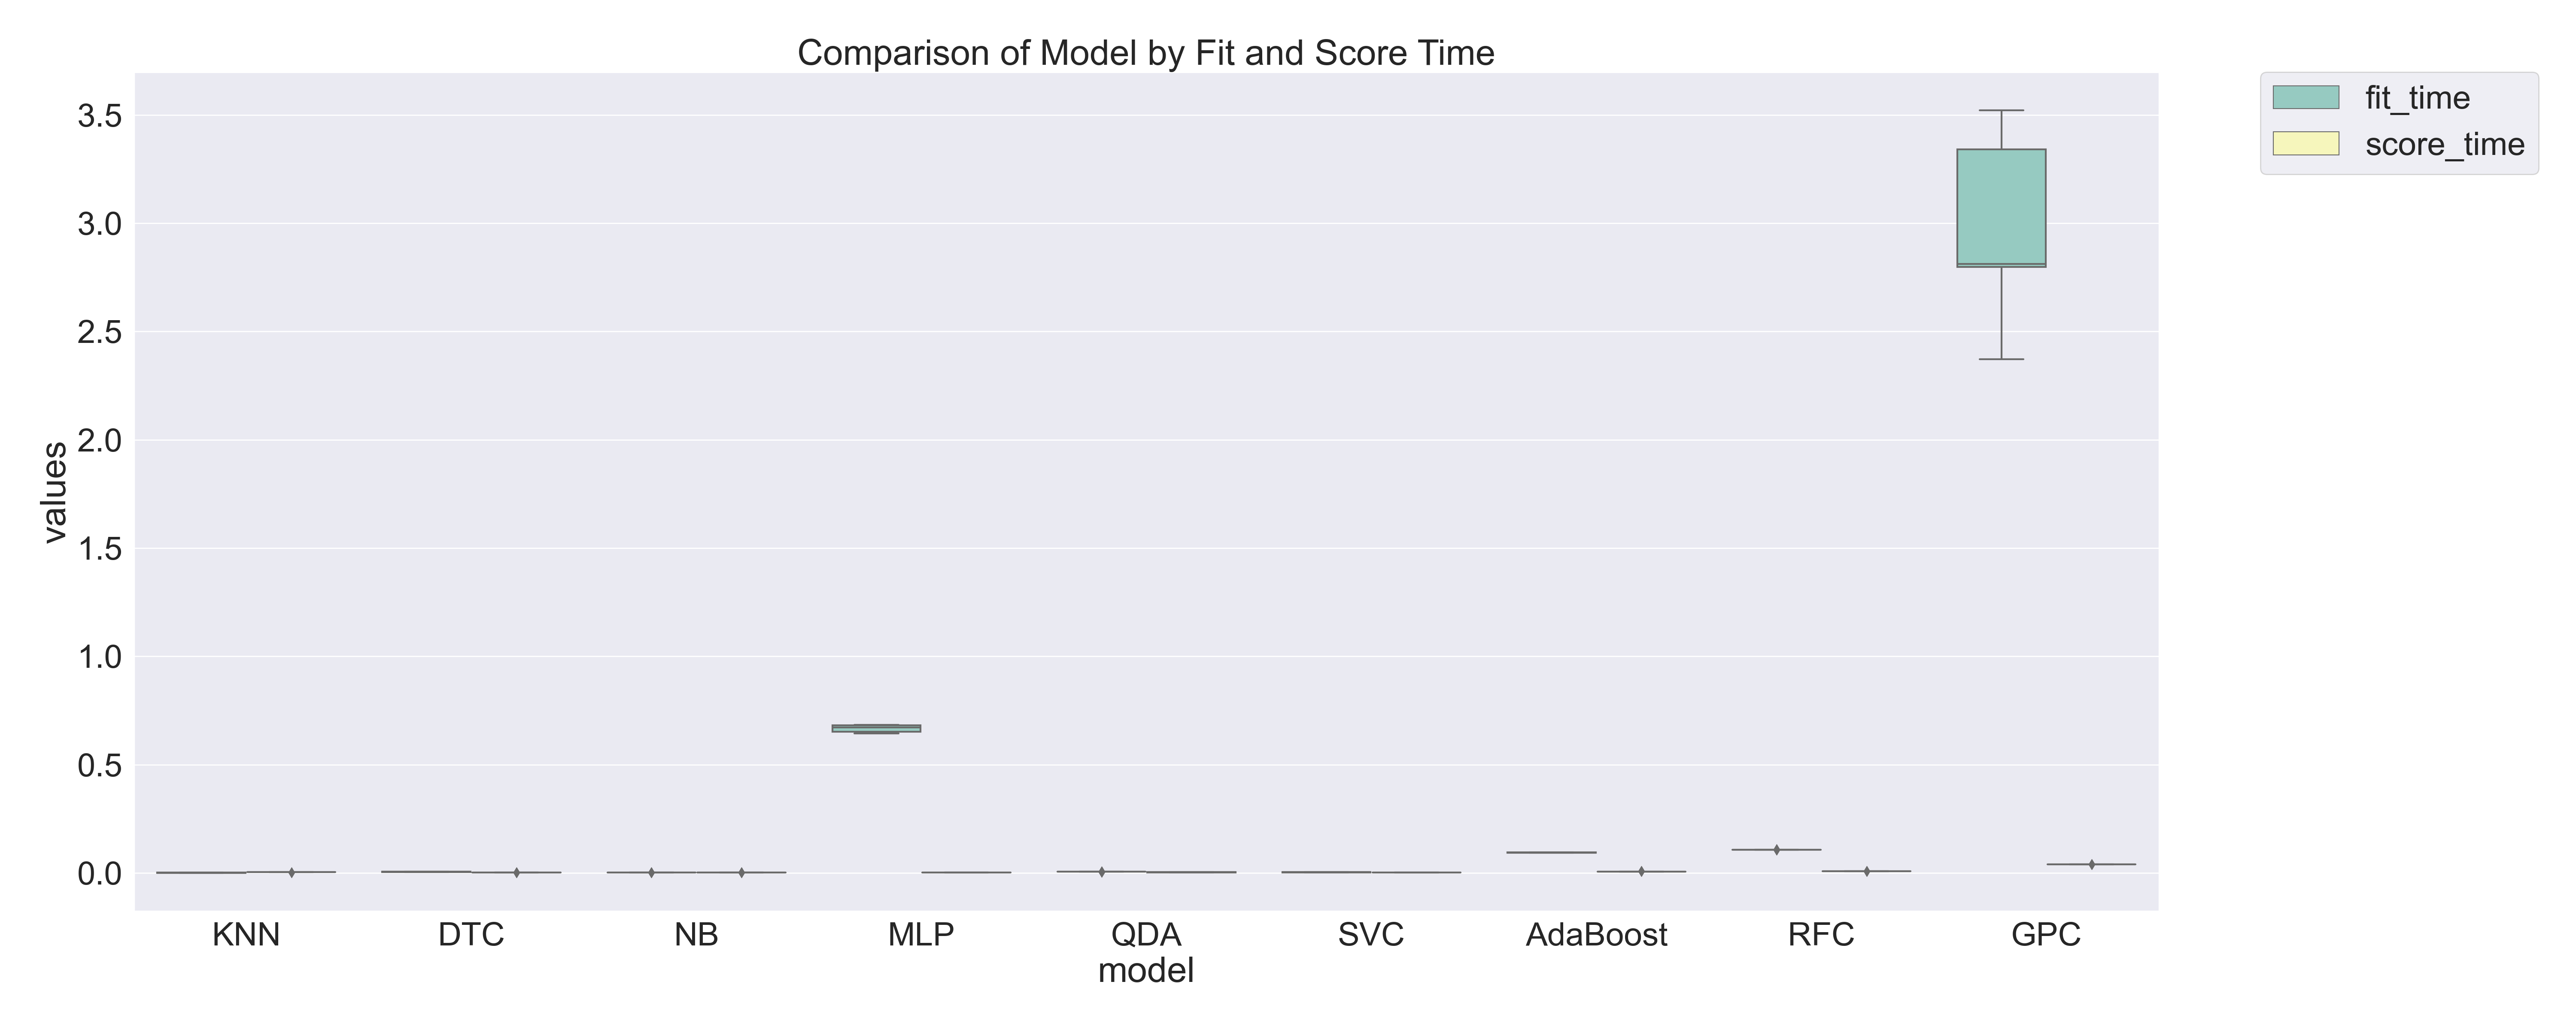 Comparison of Model by Fit and Score Time
fit_time
score_time
values
3.5
3.0
2.5
2.0
1.5
1.0
0.5
0.0
KNN DTC NB MLP QDA SVC AdaBoost RFC GPC
model